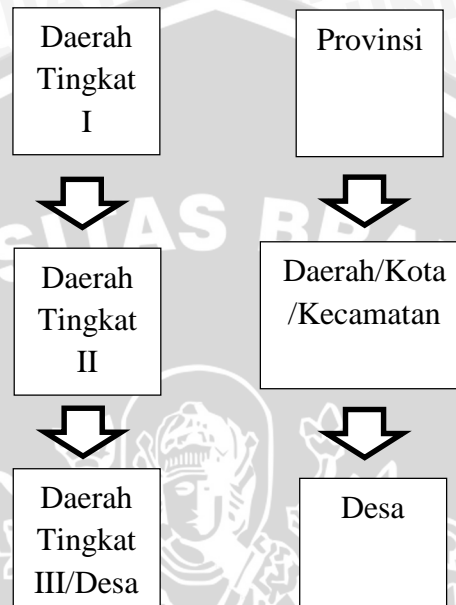 Daerah
Tingkat
I
Provinsi
Daerah
Tingkat
II
Daerah/Kota
/Kecamatan
Daerah
Tingkat
III/Desa
Desa